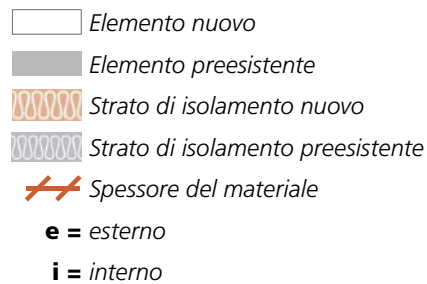 Elemento nuovo
Elemento preesistente
Strato di isolamento nuovo
Strato di isolamento preesistente
Spessore del materiale
e = esterno
i = interno